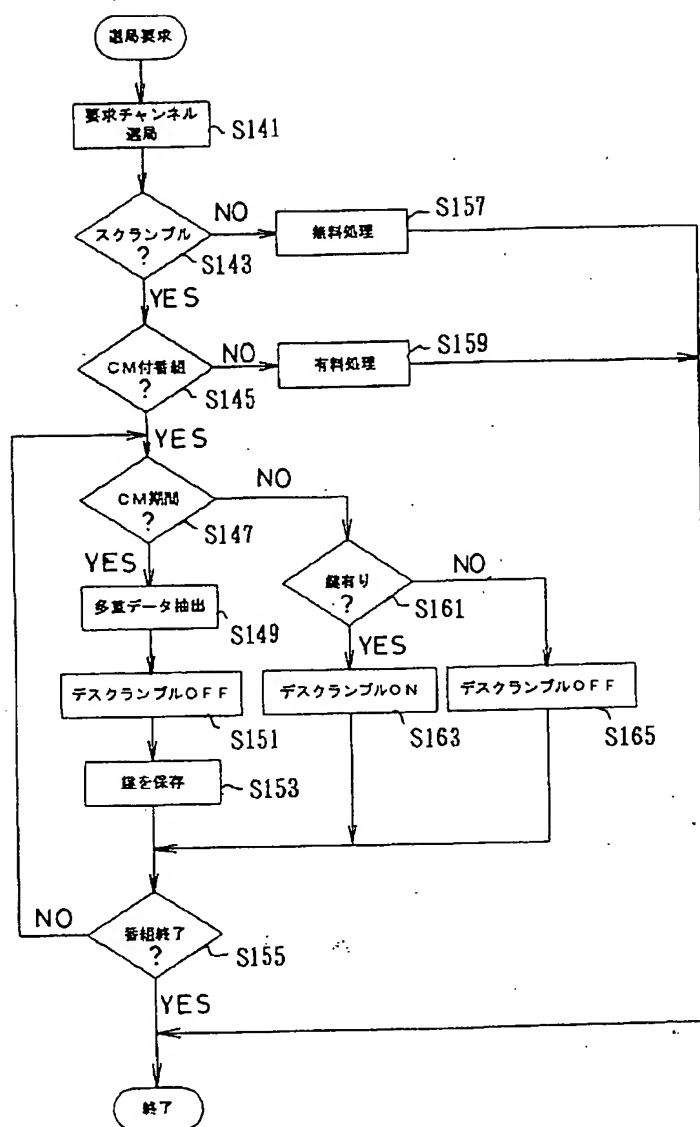 選局要求
要求チャンネル
選局
S141
スクランブル
?
S143
NO
YES
無料処理
S157
CM付番組
?
S145
NO
YES
有料処理
S159
CM期間
?
S147
NO
YES
鍵有り
?
S161
NO
YES
多重データ抽出
S149
デスクランブルOFF
S151
デスクランブルON
S163
デスクランブルOFF
S165
鍵を保存
S153
番組終了
?
S155
NO
YES
終了